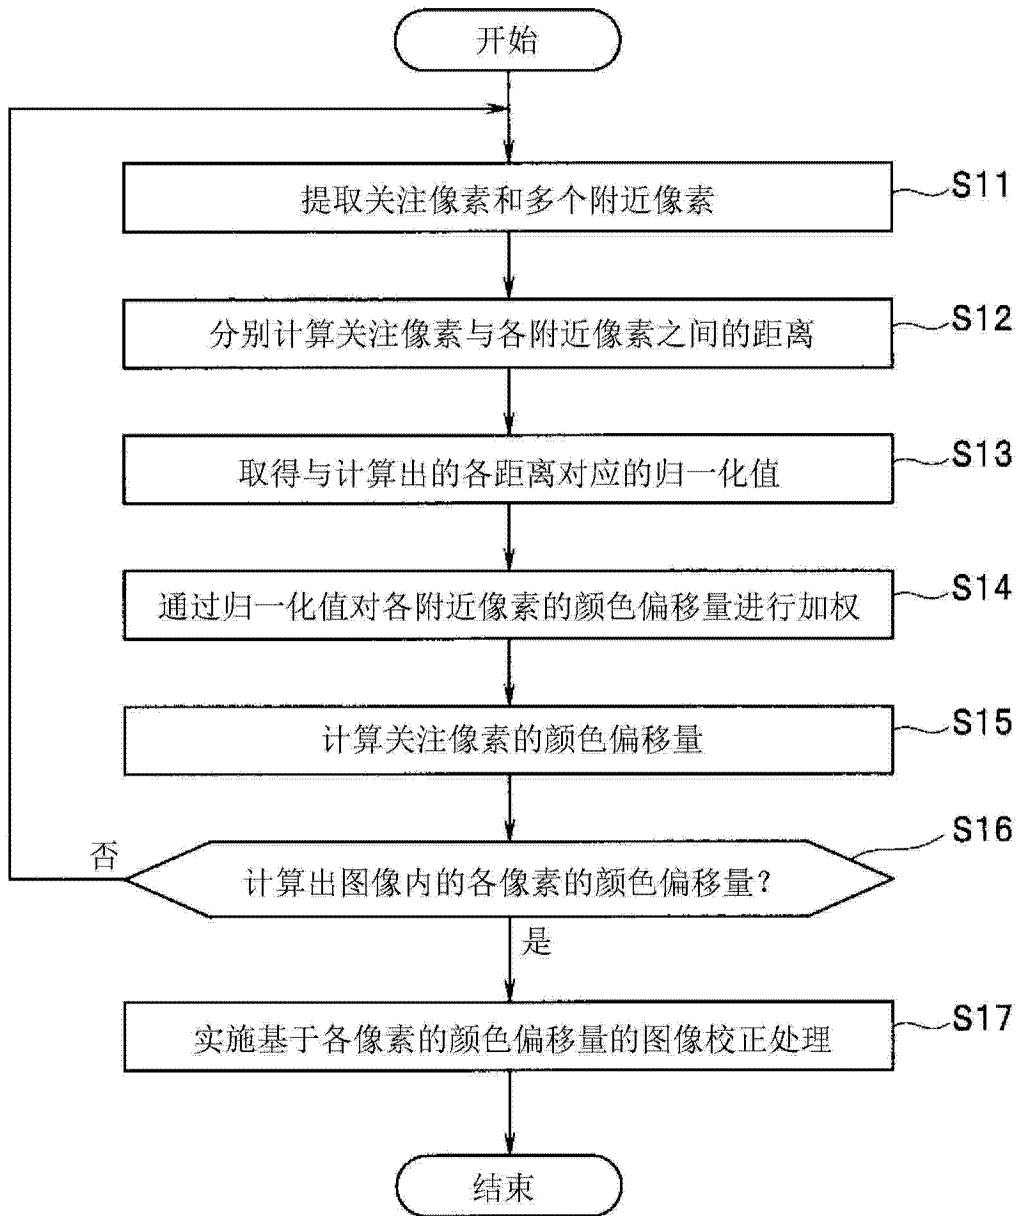 开始
提取关注像素和多个附近像素
S11
分别计算关注像素与各附近像素之间的距离
S12
取得与计算出的各距离对应的归一化值
S13
通过归一化值对各附近像素的颜色偏移量进行加权
S14
计算关注像素的颜色偏移量
S15
S16
否
计算出图像内的各像素的颜色偏移量？
是
实施基于各像素的颜色偏移量的图像校正处理
S17
结束